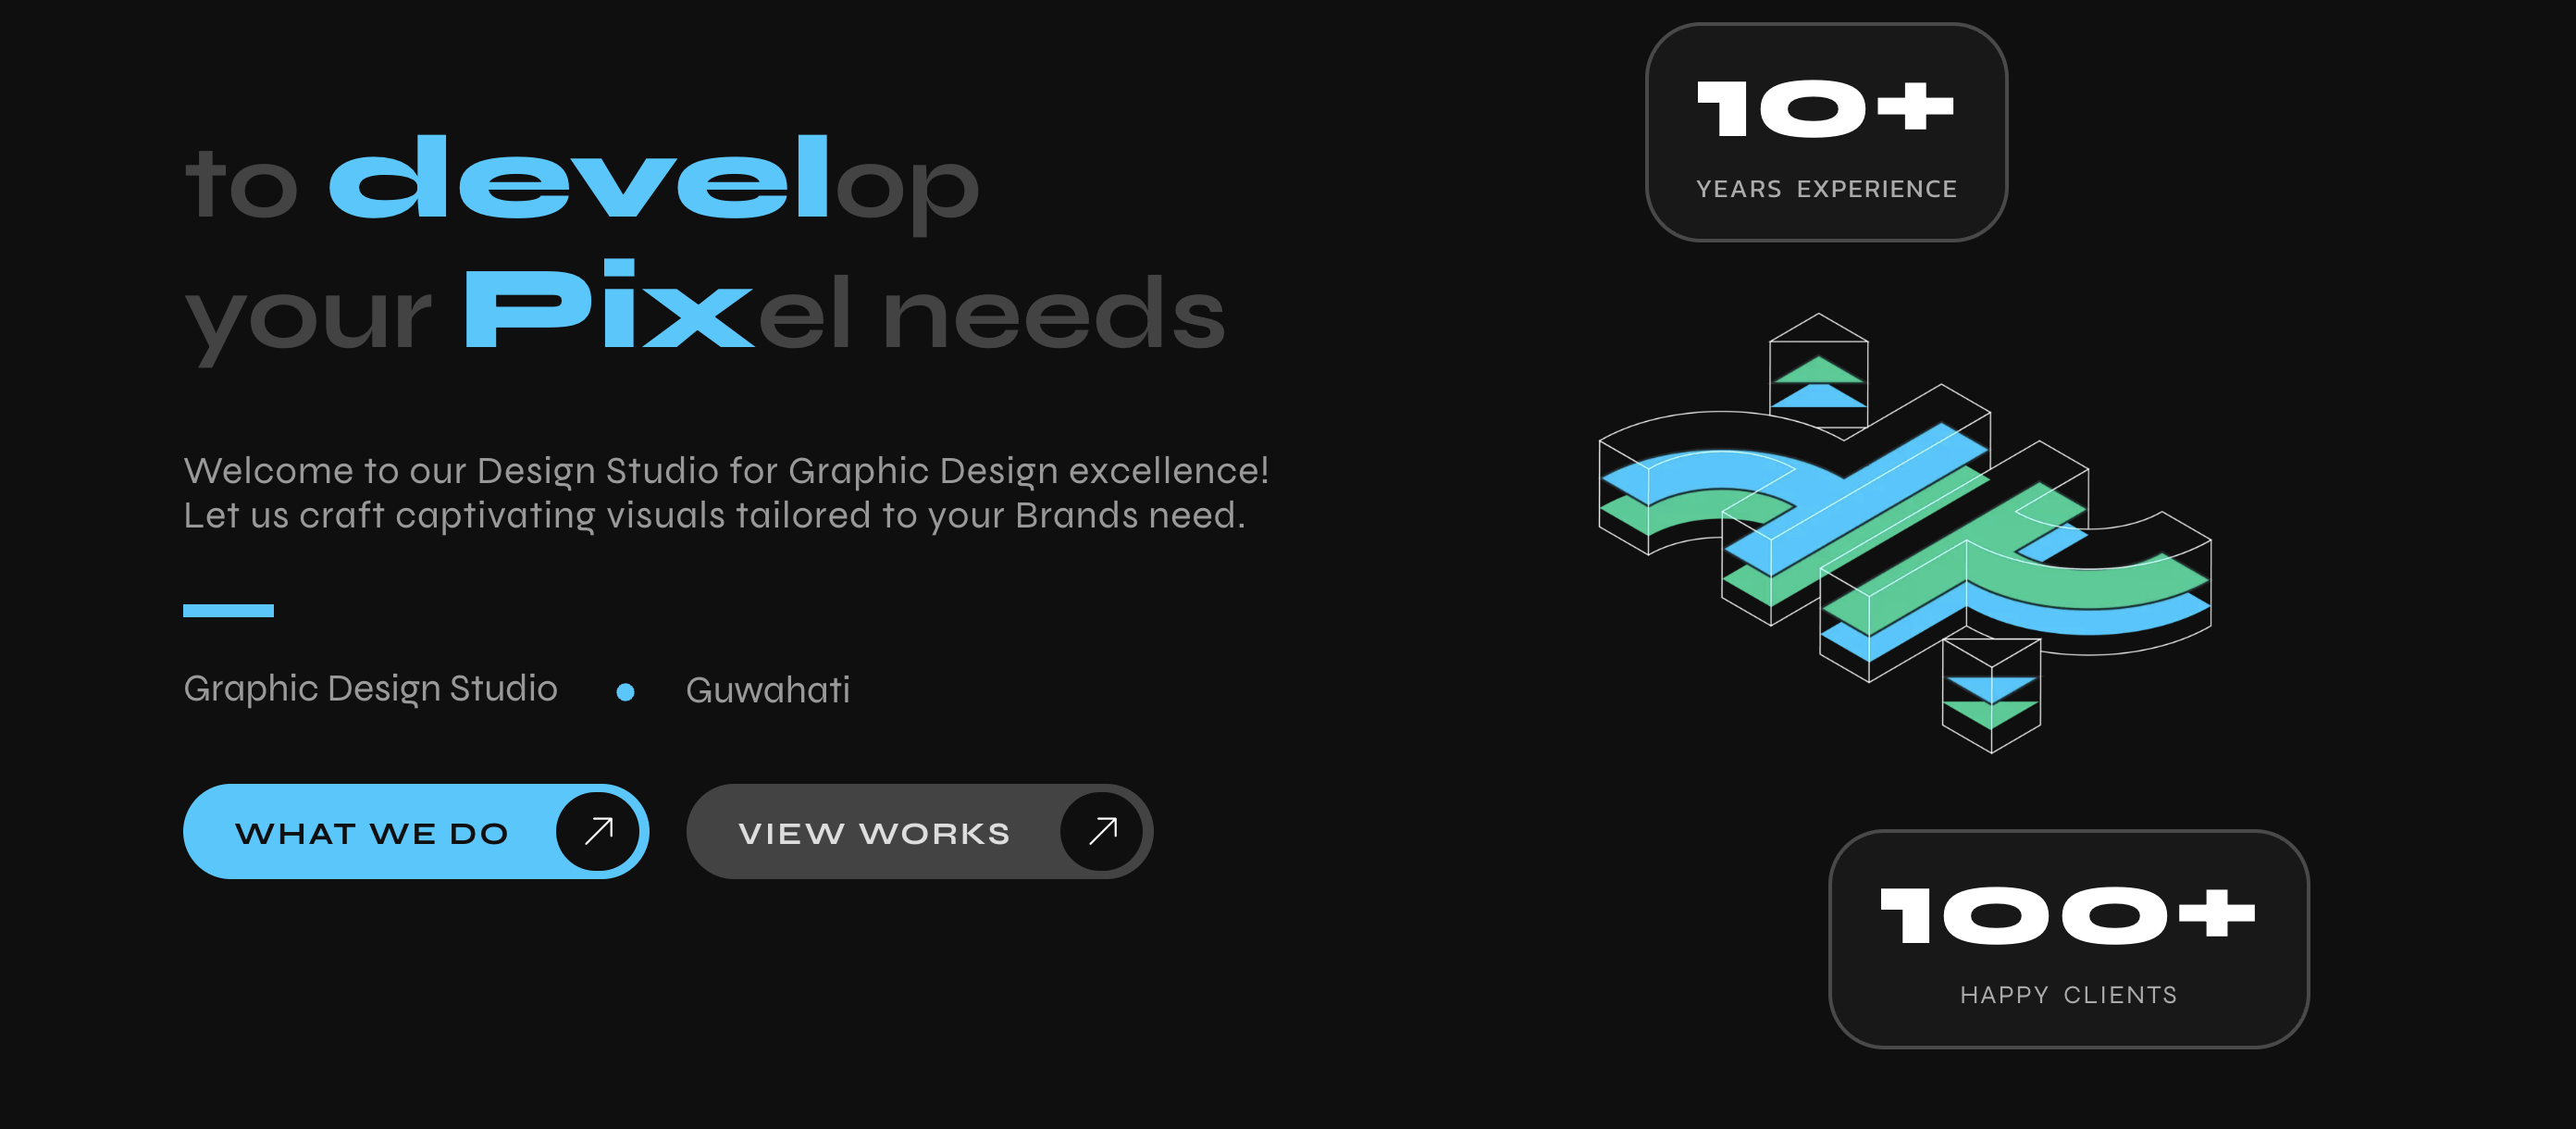 to develop
your Pixel needs
Welcome to our Design Studio for Graphic Design excellence!
Let us craft captivating visuals tailored to your Brands need.
Graphic Design Studio
Guwahati
WHAT WE DO
VIEW WORKS
10+
YEARS EXPERIENCE
100+
HAPPY CLIENTS